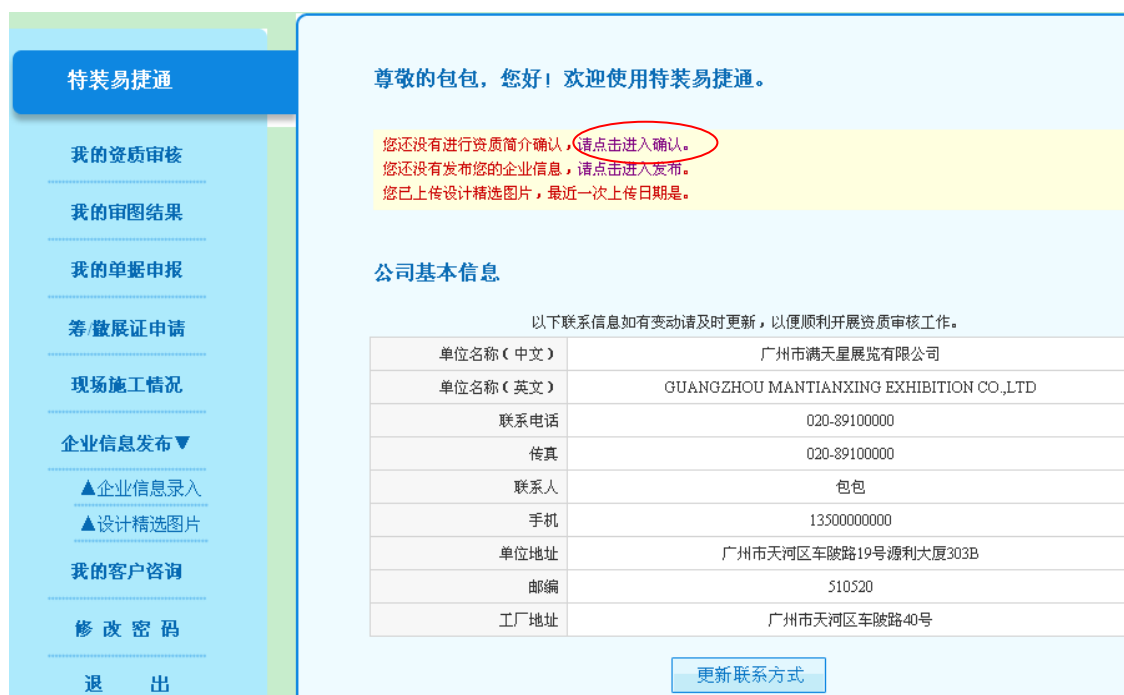 特装易捷通
我的资质审核
我的审图结果
我的单据申报
筹/撤展证申请
现场施工情况
企业信息发布▼
▲企业信息录入
▲设计精选图片
我的客户咨询
修 改 密 码
退 出
尊敬的包包，您好！欢迎使用特装易捷通。
您还没有进行资质简介确认，请点击进入确认。
您还没有发布您的企业信息，请点击进入发布。
您已上传设计精选图片，最近一次上传日期是。
公司基本信息
以下联系信息如有变动请及时更新，以便顺利开展资质审核工作。
单位名称（中文） 广州市满天星展览有限公司
单位名称（英文） GUANGZHOU MANTIANXING EXHIBITION CO.,LTD
联系电话 020-89100000
传真 020-89100000
联系人 包包
手机 13500000000
单位地址 广州市天河区车陂路19号源利大厦303B
邮编 510520
工厂地址 广州市天河区车陂路40号
更新联系方式